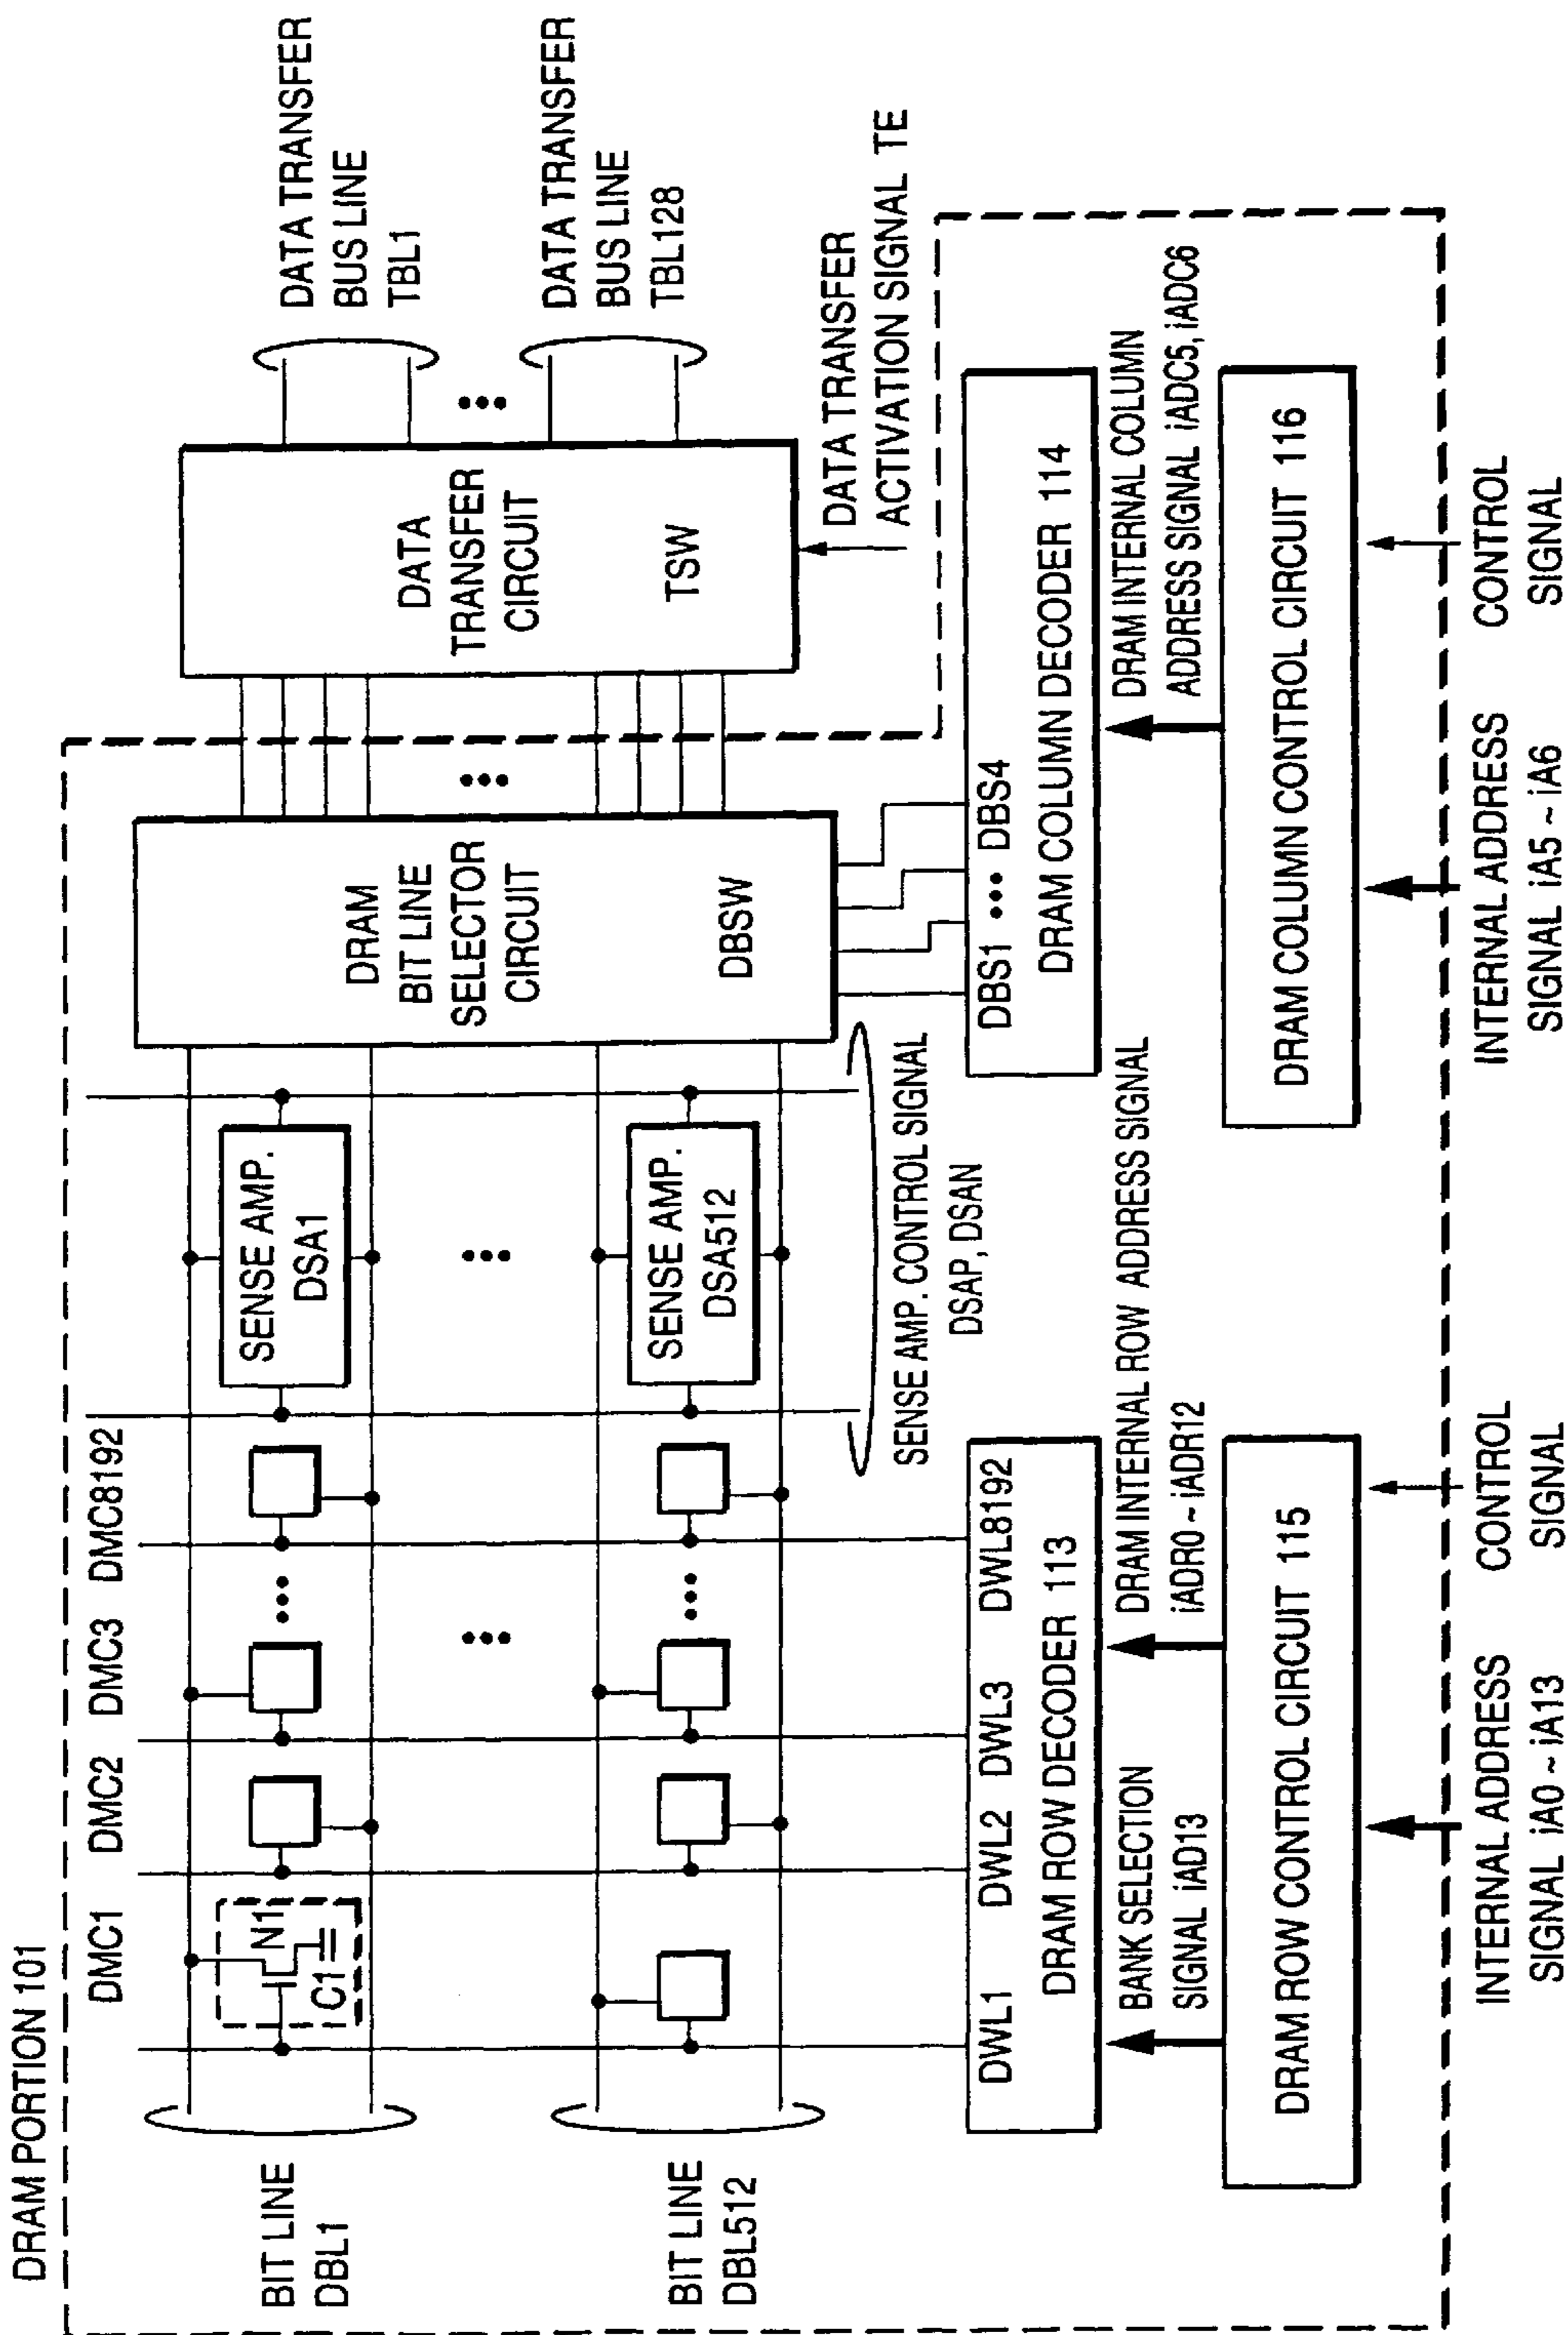 DRAM PORTION 101
DMC1
DMC2
DMC3
DMC8192
BIT LINE
DBL1
N1
C1
SENSE AMP.
DSA1
BIT LINE
DBL512
SENSE AMP.
DSA512
DRAM
BIT LINE
SELECTOR
CIRCUIT
DBSW
DATA
TRANSFER
CIRCUIT
TSW
DATA TRANSFER
BUS LINE
TBL1
DATA TRANSFER
BUS LINE
TBL128
DATA TRANSFER
ACTIVATION SIGNAL TE
SENSE AMP. CONTROL SIGNAL
DSAP, DSAN
DWL1
DWL2
DWL3
DWL8192
DRAM ROW DECODER 113
DBS1 ••• DBS4
DRAM COLUMN DECODER 114
BANK SELECTION
SIGNAL iAD13
DRAM INTERNAL ROW ADDRESS SIGNAL
iADR0 ~ iADR12
DRAM INTERNAL COLUMN
ADDRESS SIGNAL iADC5, iADC6
DRAM ROW CONTROL CIRCUIT 115
DRAM COLUMN CONTROL CIRCUIT 116
INTERNAL ADDRESS
SIGNAL iA0 ~ iA13
CONTROL
SIGNAL
INTERNAL ADDRESS
SIGNAL iA5 ~ iA6
CONTROL
SIGNAL